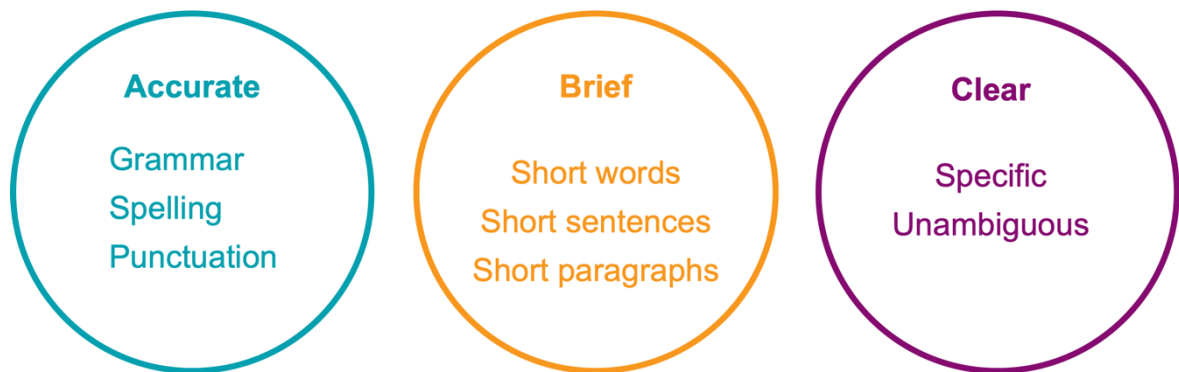 Accurate
Grammar
Spelling
Punctuation
Brief
Short words
Short sentences
Short paragraphs
Clear
Specific
Unambiguous